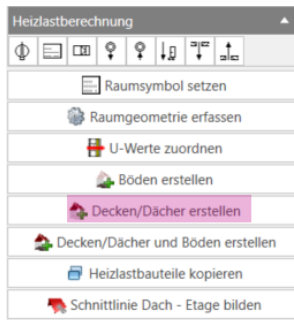 Heizlastberechnung
Raumsymbol setzen
Raumgeometrie erfassen
U-Werte zuordnen
Böden erstellen
Decken/Dächer erstellen
Decken/Dächer und Böden erstellen
Heizlastbauteile kopieren
Schnittlinie Dach - Etage bilden